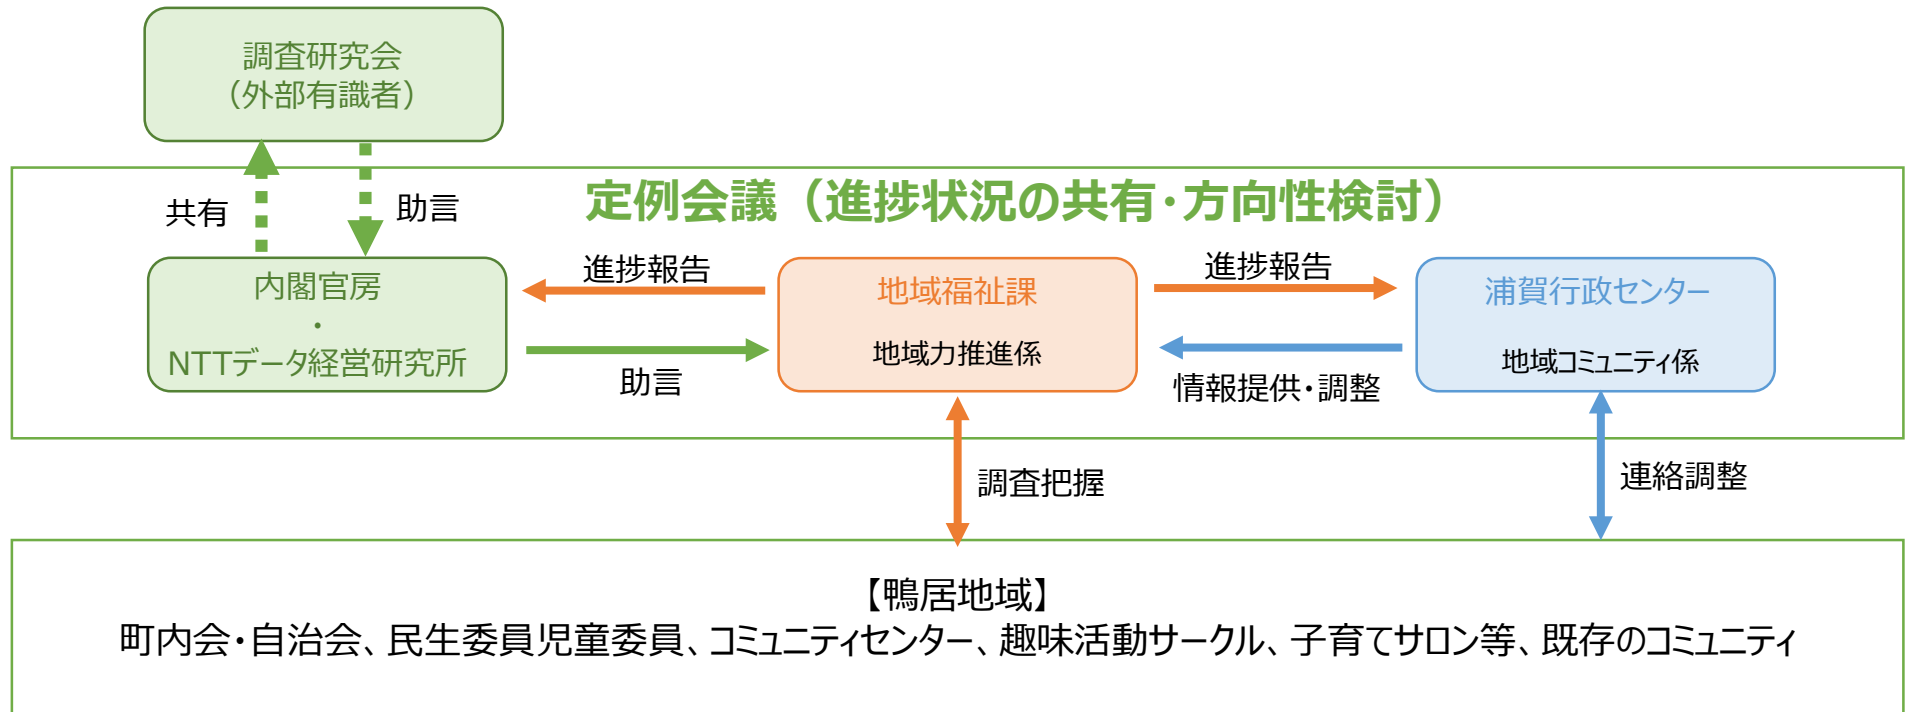 調査研究会
（外部有識者）
共有
助言
定例会議（進捗状況の共有・方向性検討）
内閣官房
・
NTTデータ経営研究所
進捗報告
助言
地域福祉課
地域力推進係
進捗報告
情報提供・調整
浦賀行政センター
地域コミュニティ係
調査把握
連絡調整
【鴨居地域】
町内会・自治会、民生委員児童委員、コミュニティセンター、趣味活動サークル、子育てサロン等、既存のコミュニティ